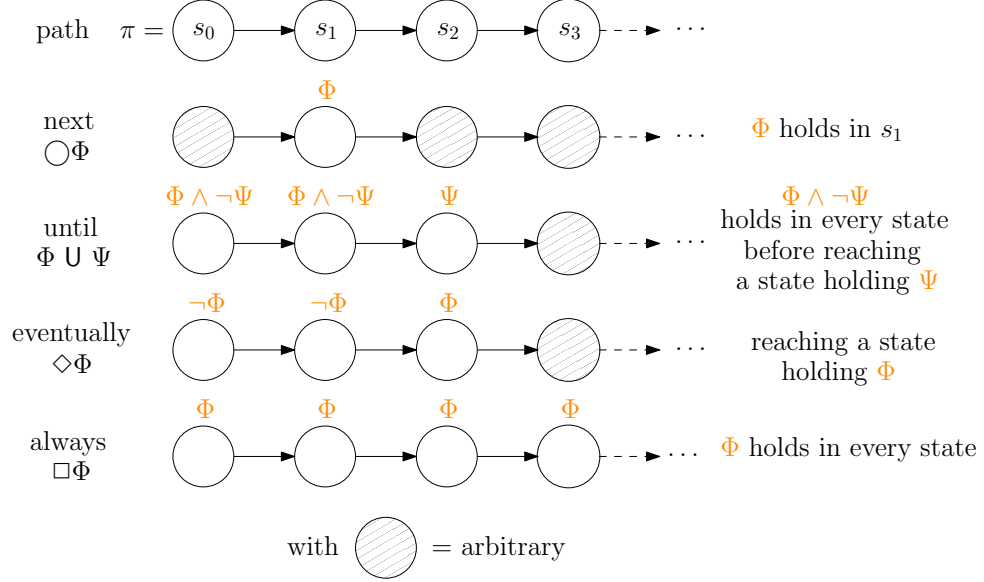 path π = s₀ s₁ s₂ s₃ ···
Φ
next
◯Φ
··· Φ holds in s₁
Φ ∧ ¬Ψ Φ ∧ ¬Ψ Ψ
until
Φ U Ψ
···
Φ ∧ ¬Ψ
holds in every state
before reaching
a state holding Ψ
¬Φ ¬Φ Φ
eventually
◇Φ
···
reaching a state
holding Φ
Φ Φ Φ Φ
always
□Φ
··· Φ holds in every state
with = arbitrary